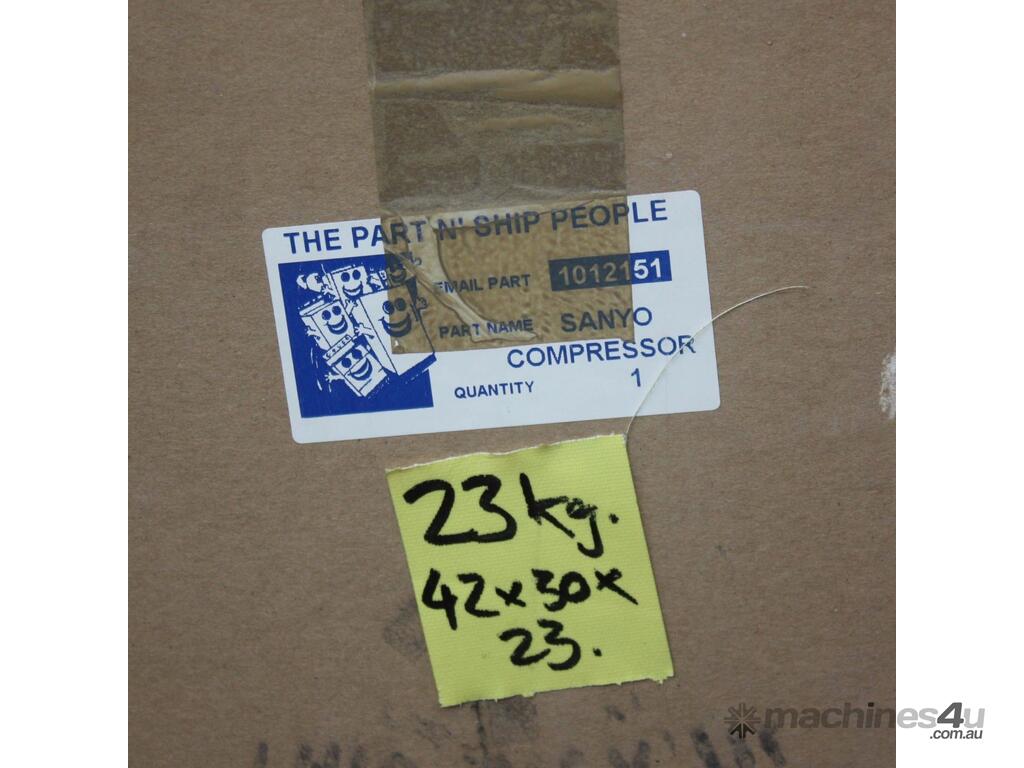 THE PART N' SHIP PEOPLE
EMAIL PART 1012151
PART NAME SANYO
COMPRESSOR
QUANTITY 1
23kg.
42x30x
23.
machines4u
.com.au